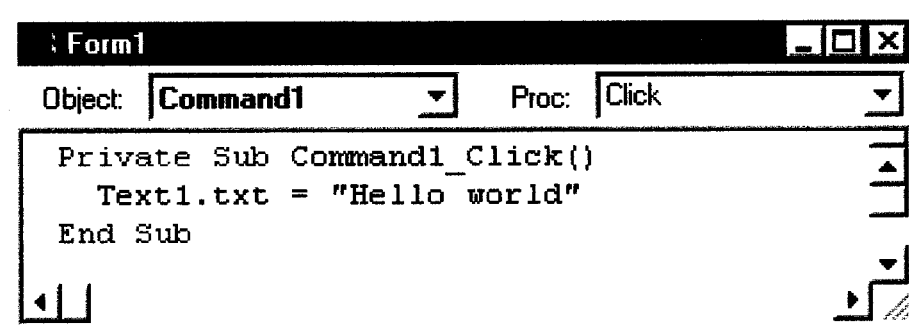 Form1
Object: Command1 Proc: Click
Private Sub Command1_Click()
Text1.txt = "Hello world"
End Sub